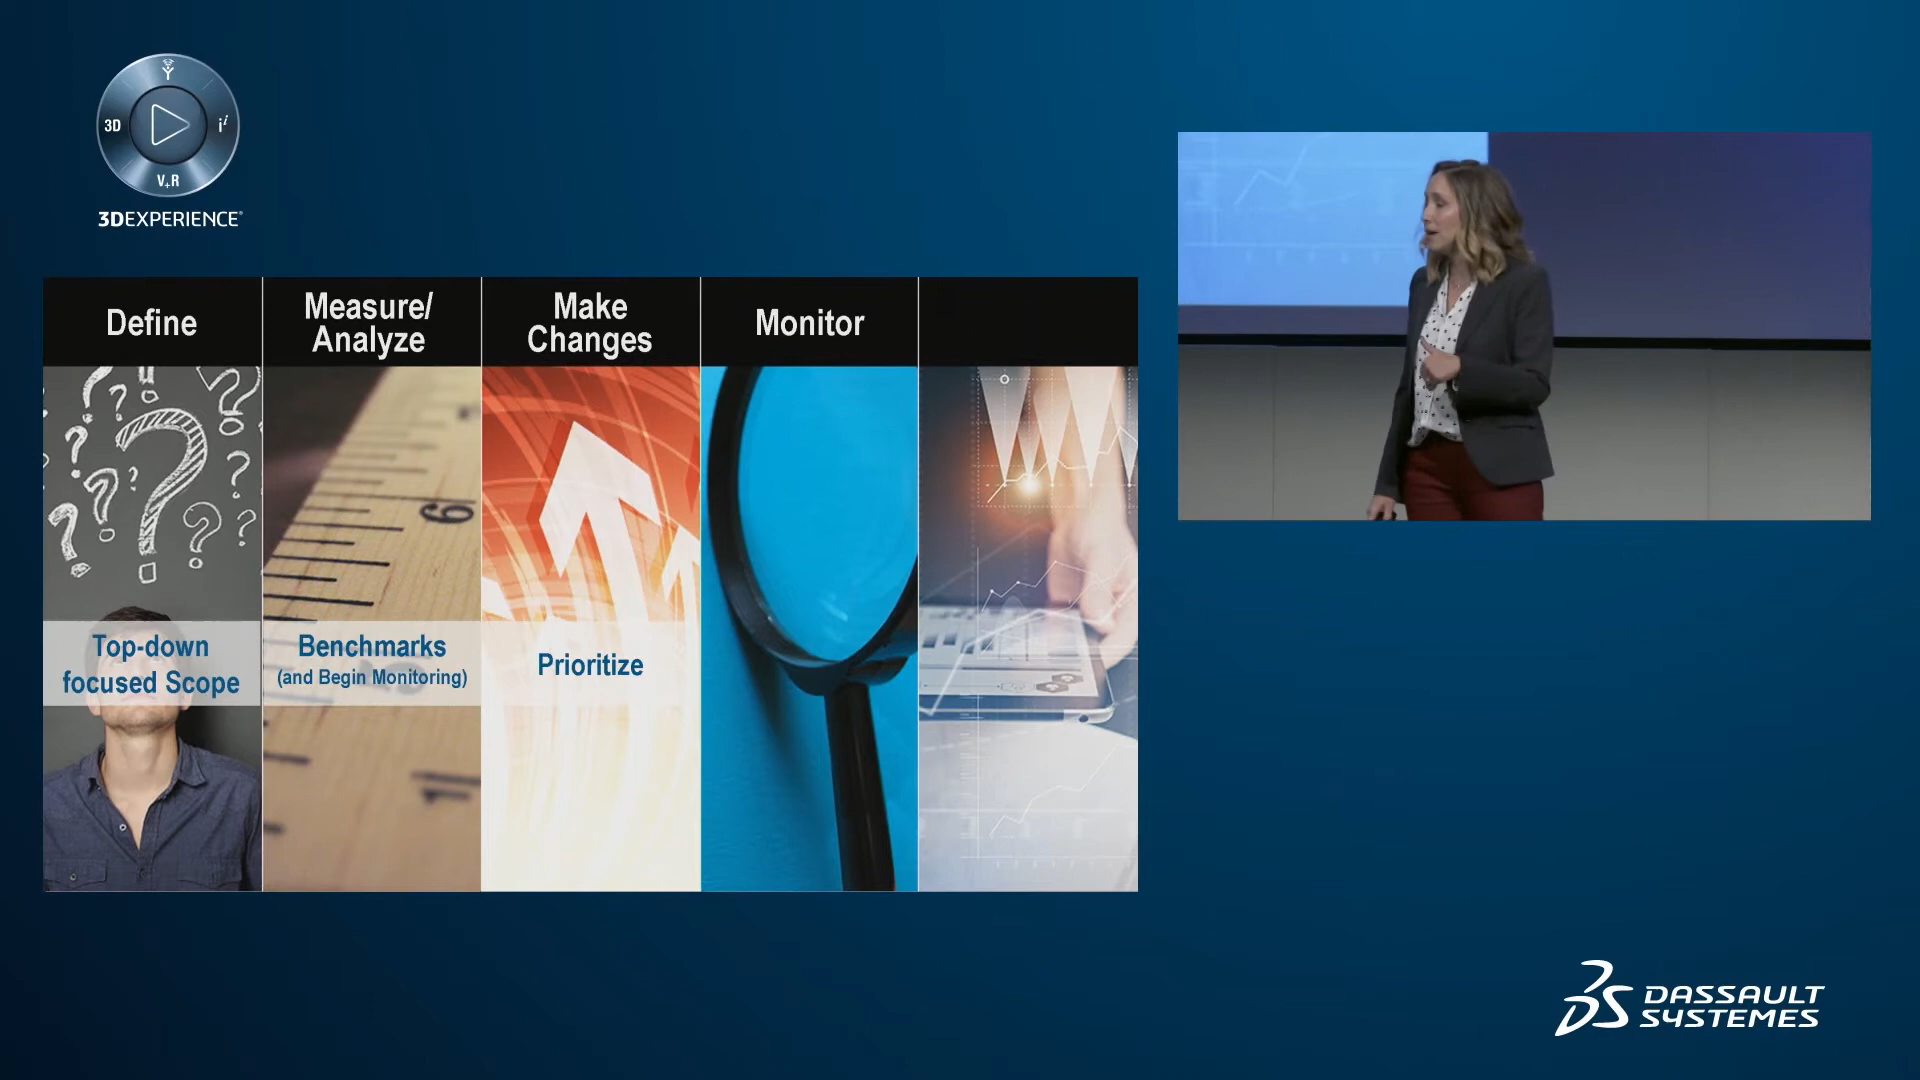 3D
i
V+R
3DEXPERIENCE
Define
Measure/
Analyze
Make
Changes
Monitor
6
Top-down
focused Scope
Benchmarks
(and Begin Monitoring)
Prioritize
DASSAULT
SYSTEMES